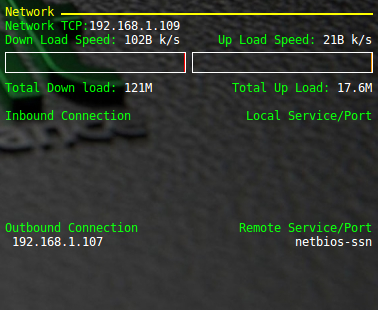 Network
Network TCP:192.168.1.109
Down Load Speed: 102B k/s Up Load Speed: 21B k/s
Total Down load: 121M Total Up Load: 17.6M
Inbound Connection Local Service/Port
Outbound Connection Remote Service/Port
192.168.1.107 netbios-ssn